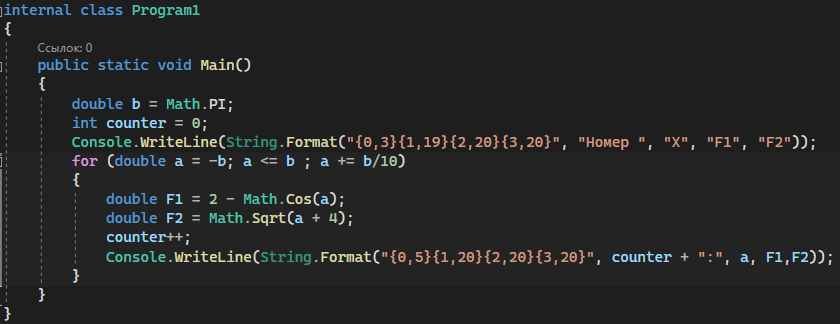 internal class Program1
{
Ссылок: 0
public static void Main()
{
double b = Math.PI;
int counter = 0;
Console.WriteLine(String.Format("{0,3}{1,19}{2,20}{3,20}", "Номер ", "X", "F1", "F2"));
for (double a = -b; a <= b ; a += b/10)
{
double F1 = 2 - Math.Cos(a);
double F2 = Math.Sqrt(a + 4);
counter++;
Console.WriteLine(String.Format("{0,5}{1,20}{2,20}{3,20}", counter + ":", a, F1,F2));
}
}
}